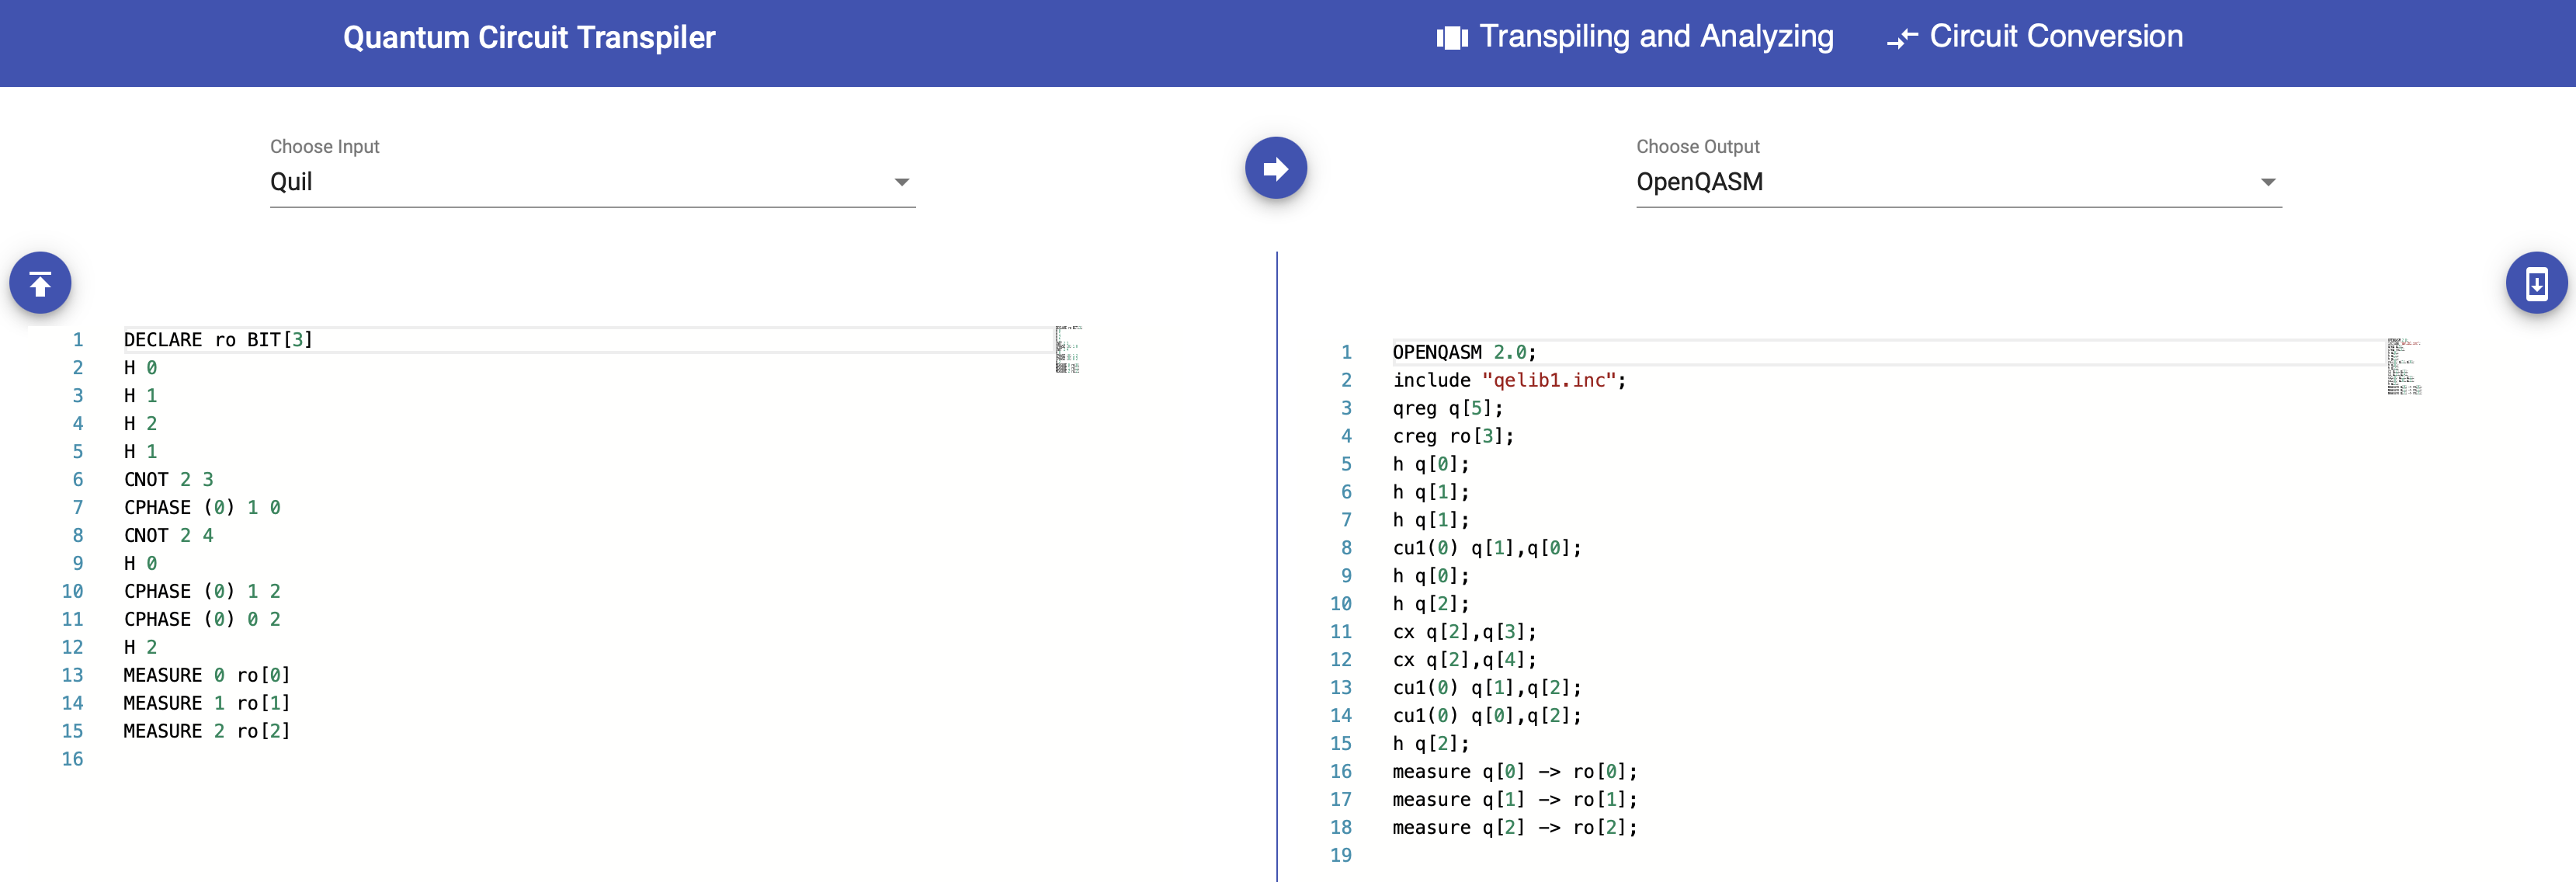 Quantum Circuit Transpiler
Transpiling and Analyzing
Circuit Conversion
Choose Input
Quil
Choose Output
OpenQASM
1 DECLARE ro BIT[3]
2 H 0
3 H 1
4 H 2
5 H 1
6 CNOT 2 3
7 CPHASE (0) 1 0
8 CNOT 2 4
9 H 0
10 CPHASE (0) 1 2
11 CPHASE (0) 0 2
12 H 2
13 MEASURE 0 ro[0]
14 MEASURE 1 ro[1]
15 MEASURE 2 ro[2]
16
1 OPENQASM 2.0;
2 include "qelib1.inc";
3 qreg q[5];
4 creg ro[3];
5 h q[0];
6 h q[1];
7 h q[1];
8 cu1(0) q[1],q[0];
9 h q[0];
10 h q[2];
11 cx q[2],q[3];
12 cx q[2],q[4];
13 cu1(0) q[1],q[2];
14 cu1(0) q[0],q[2];
15 h q[2];
16 measure q[0] -> ro[0];
17 measure q[1] -> ro[1];
18 measure q[2] -> ro[2];
19